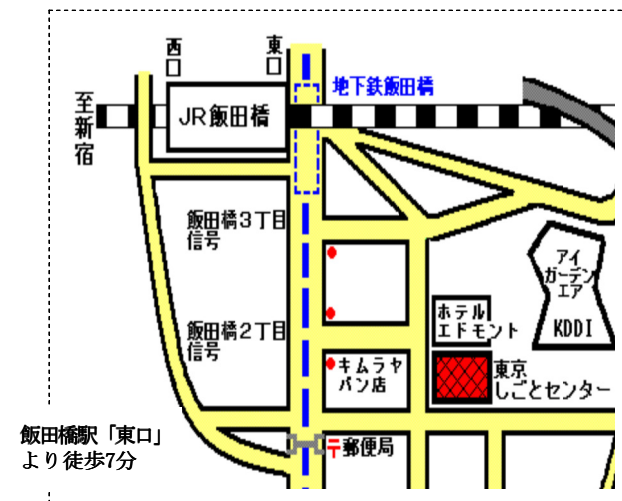 西
口
東
口
地下鉄飯田橋
至新宿
JR飯田橋
飯田橋3丁目
信号
アイ
ガーデン
エア
KDDI
ホテル
エドモント
飯田橋2丁目
信号
キムラヤ
パン店
東京
しごとセンター
飯田橋駅「東口」
より徒歩7分
〒郵便局